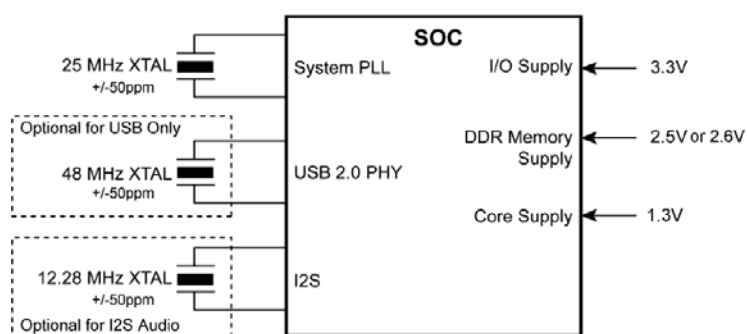 SOC
25 MHz XTAL
+/-50ppm
System PLL
I/O Supply
3.3V
Optional for USB Only
48 MHz XTAL
+/-50ppm
USB 2.0 PHY
DDR Memory
Supply
2.5V or 2.6V
Core Supply
1.3V
12.28 MHz XTAL
+/-50ppm
I2S
Optional for I2S Audio